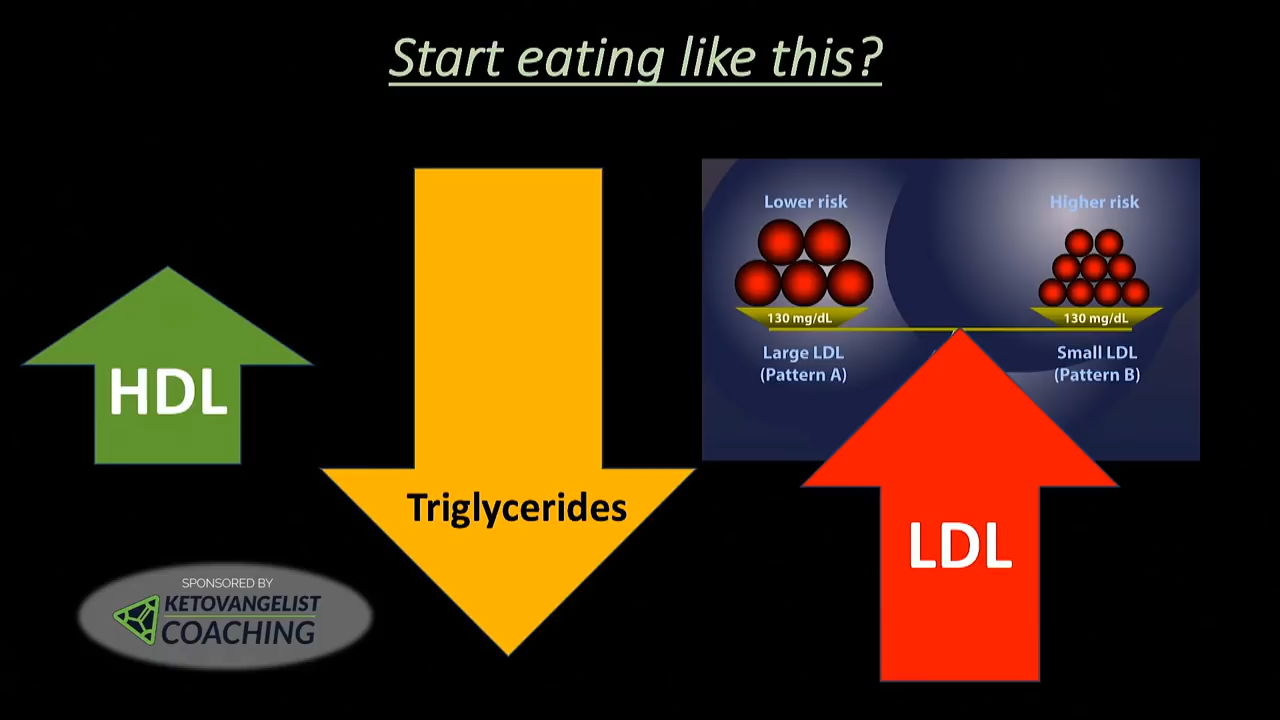 Start eating like this?
Lower risk
Higher risk
130 mg/dL
130 mg/dL
Large LDL
(Pattern A)
Small LDL
(Pattern B)
HDL
Triglycerides
LDL
SPONSORED BY
KETOVANGELIST
COACHING